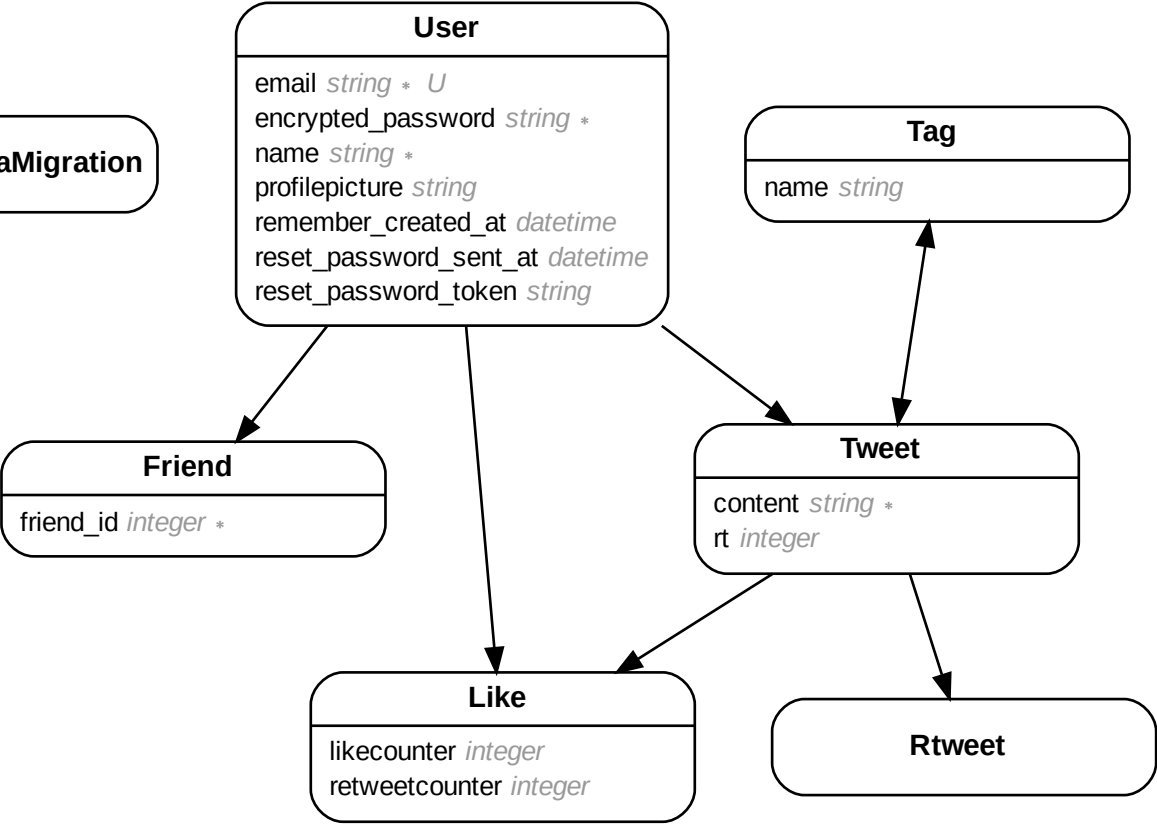 User
email string * U
encrypted_password string *
name string *
profilepicture string
remember_created_at datetime
reset_password_sent_at datetime
reset_password_token string
aMigration
Tag
name string
Friend
friend_id integer *
Tweet
content string *
rt integer
Like
likecounter integer
retweetcounter integer
Rtweet